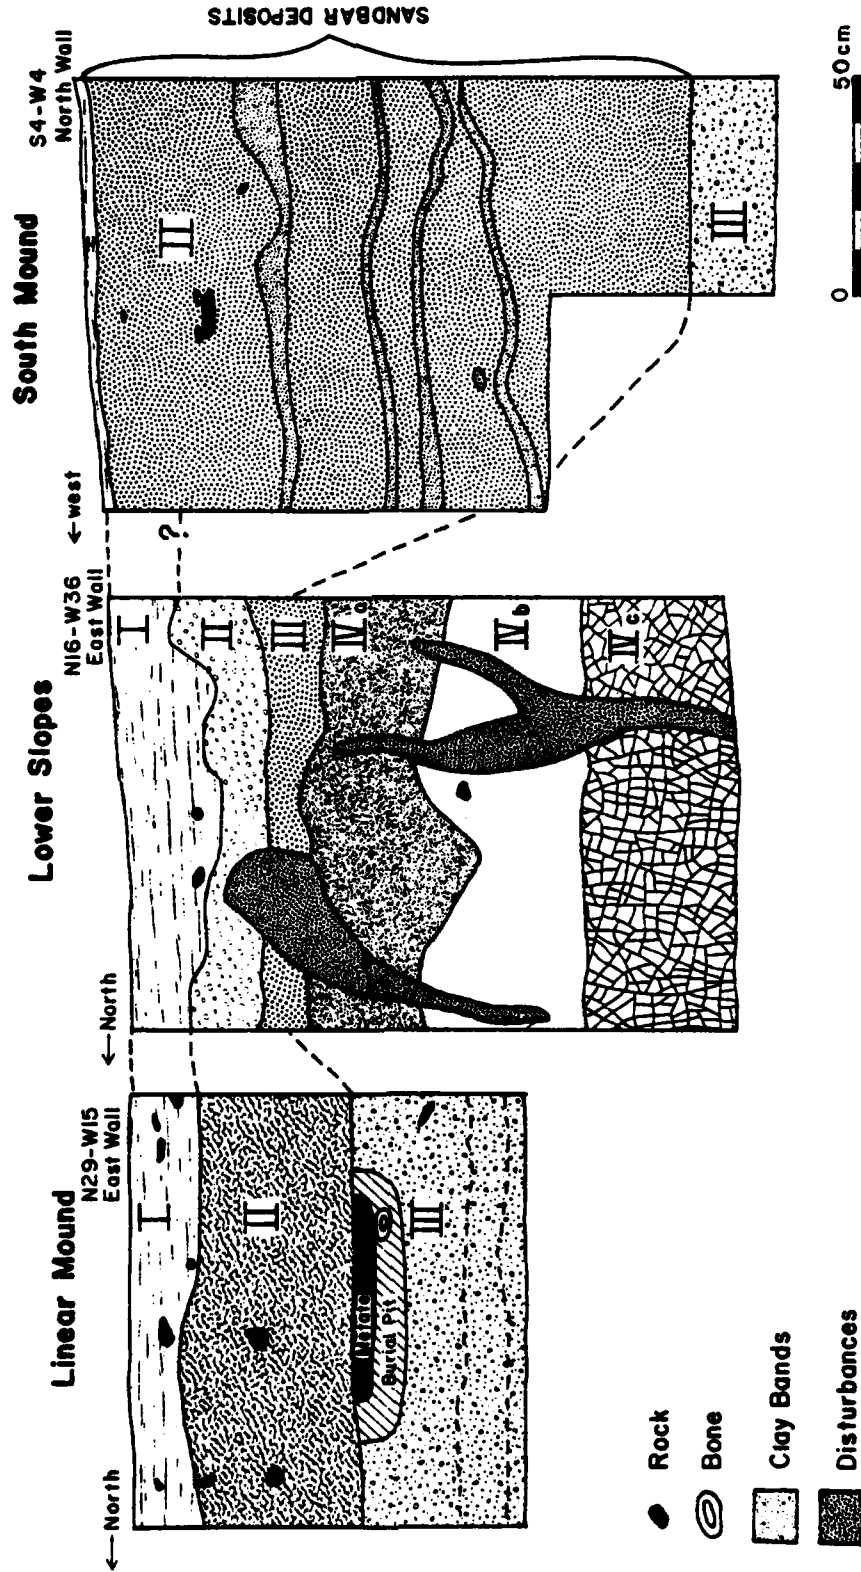 Linear Mound
N29-W15
East Wall
←North
I
II
III
Metate
Burial Pit
Lower Slopes
N16-W36
East Wall
←North
I
II
III
IVa
IVb
IVc
?
South Mound
S4-W4
North Wall
←west
I
II
III
SANDBAR DEPOSITS
Rock
Bone
Clay Bands
Disturbances
0 50cm